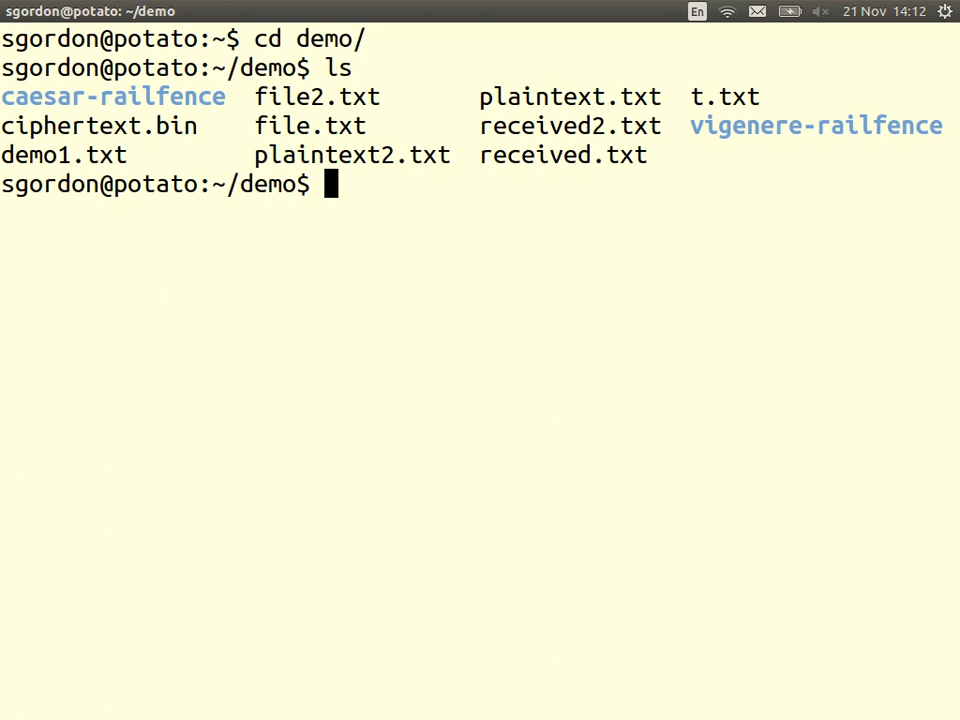 sgordon@potato: ~/demo En 21 Nov 14:12
sgordon@potato:~$ cd demo/
sgordon@potato:~/demo$ ls
caesar-railfence file2.txt plaintext.txt t.txt
ciphertext.bin file.txt received2.txt vigenere-railfence
demo1.txt plaintext2.txt received.txt
sgordon@potato:~/demo$